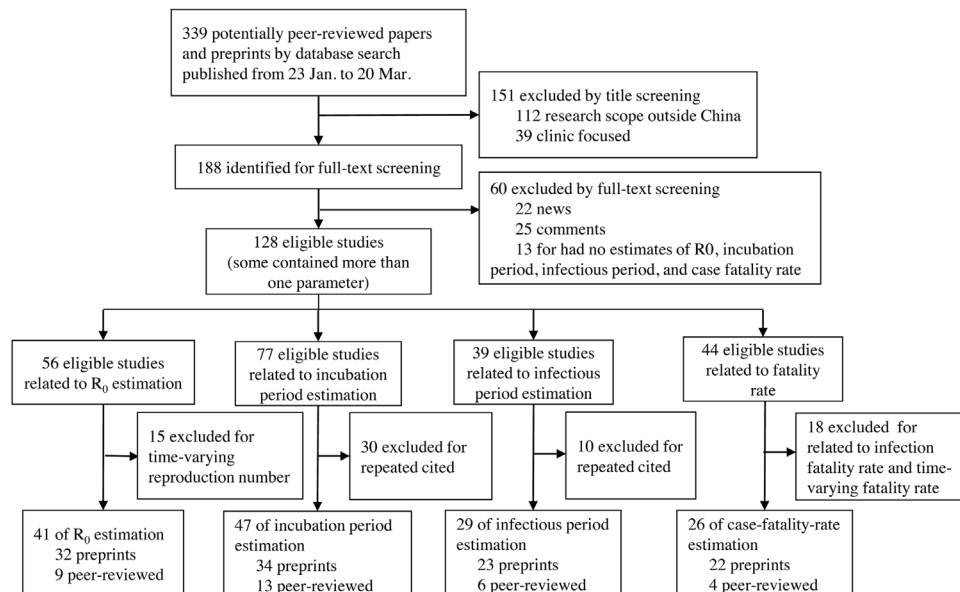 339 potentially peer-reviewed papers
and preprints by database search
published from 23 Jan. to 20 Mar.
151 excluded by title screening
112 research scope outside China
39 clinic focused
188 identified for full-text screening
60 excluded by full-text screening
22 news
25 comments
13 for had no estimates of R0, incubation
period, infectious period, and case fatality rate
128 eligible studies
(some contained more than
one parameter)
56 eligible studies
related to R₀ estimation
77 eligible studies
related to incubation
period estimation
39 eligible studies
related to infectious
period estimation
44 eligible studies
related to fatality
rate
15 excluded for
time-varying
reproduction number
30 excluded for
repeated cited
10 excluded for
repeated cited
18 excluded for
related to infection
fatality rate and time-
varying fatality rate
41 of R₀ estimation
32 preprints
9 peer-reviewed
47 of incubation period
estimation
34 preprints
13 peer-reviewed
29 of infectious period
estimation
23 preprints
6 peer-reviewed
26 of case-fatality-rate
estimation
22 preprints
4 peer-reviewed